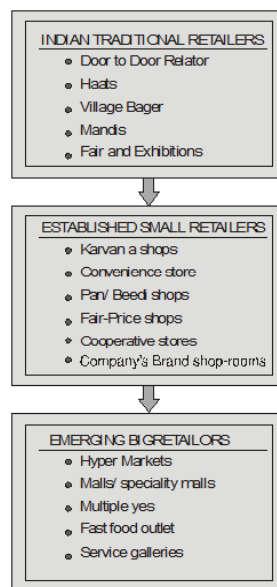 INDIAN TRADITIONAL RETAILERS
Door to Door Relator
Haats
Village Bager
Mandis
Fair and Exhibitions
ESTABLISHED SMALL RETAILERS
Karvan a shops
Convenience store
Pan/ Beedi shops
Fair-Price shops
Cooperative stores
Company's Brand shop-rooms
EMERGING BIGRETAILORS
Hyper Markets
Malls/ speciality malls
Multiple yes
Fast food outlet
Service galleries